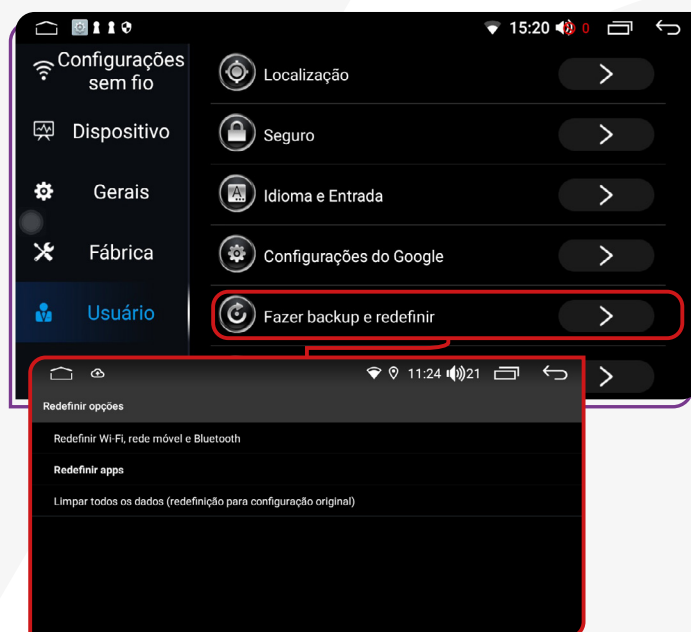 15:20 0
Configurações
sem fio
Localização
Dispositivo
Seguro
Gerais
Idioma e Entrada
Fábrica
Configurações do Google
Usuário
Fazer backup e redefinir
11:24 21
Redefinir opções
Redefinir Wi-Fi, rede móvel e Bluetooth
Redefinir apps
Limpar todos os dados (redefinição para configuração original)